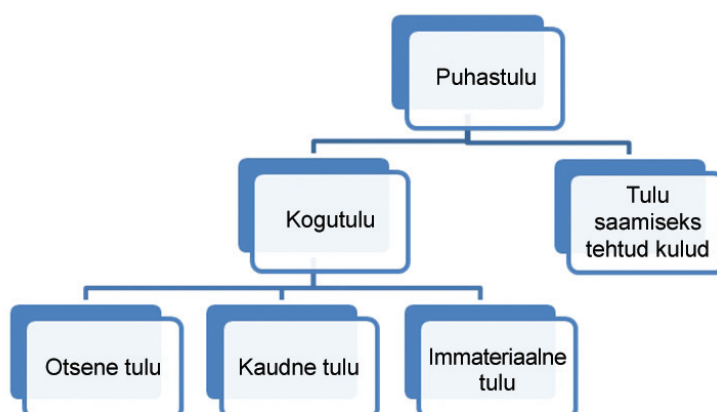 Puhastulu
Kogutulu
Tulu
saamiseks
tehtud kulud
Otsene tulu
Kaudne tulu
Immateriaalne
tulu